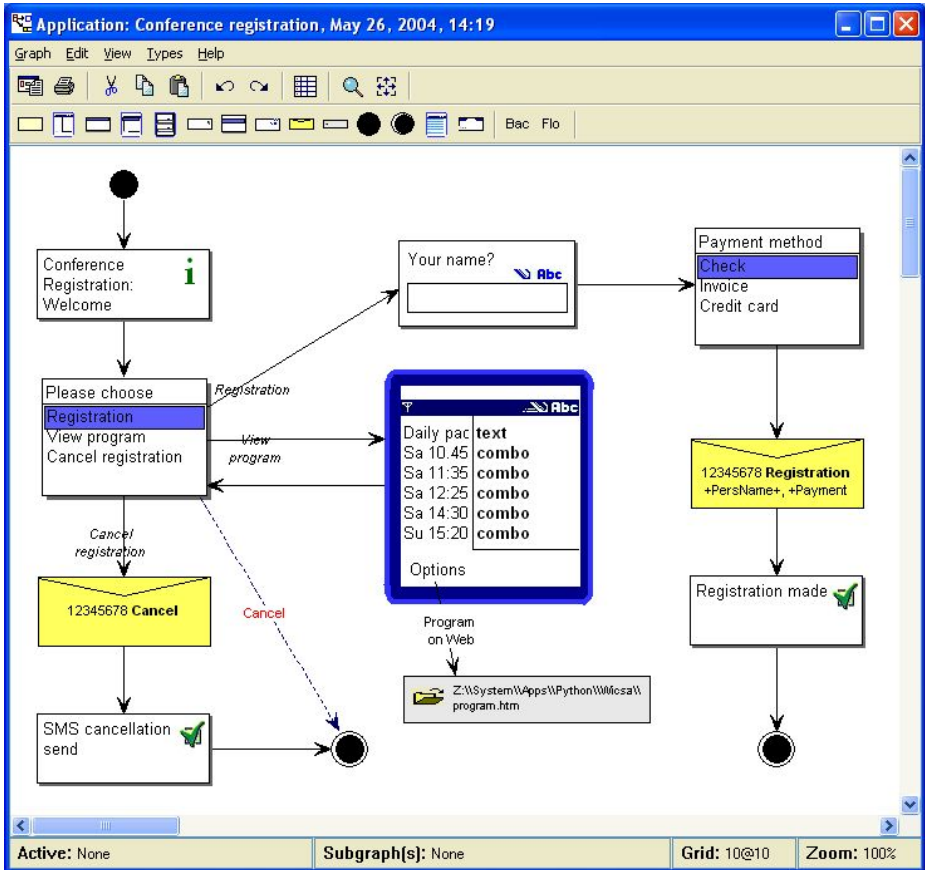 Application: Conference registration, May 26, 2004, 14:19
Graph Edit View Types Help
Bac Flo
Conference
Registration:
Welcome
i
Your name?
Abc
Payment method
Check
Invoice
Credit card
Please choose
Registration
View program
Cancel registration
Registration
View
program
Abc
Daily pac text
Sa 10.45 combo
Sa 11:35 combo
Sa 12:25 combo
Sa 14:30 combo
Su 15:20 combo
Options
12345678 Registration
+PersName+, +Payment
Cancel
registration
12345678 Cancel
Cancel
Program
on Web
Registration made
Z:\\System\\Apps\\Python\\Wicsa\\
program.htm
SMS cancellation
send
Active: None
Subgraph(s): None
Grid: 10@10
Zoom: 100%